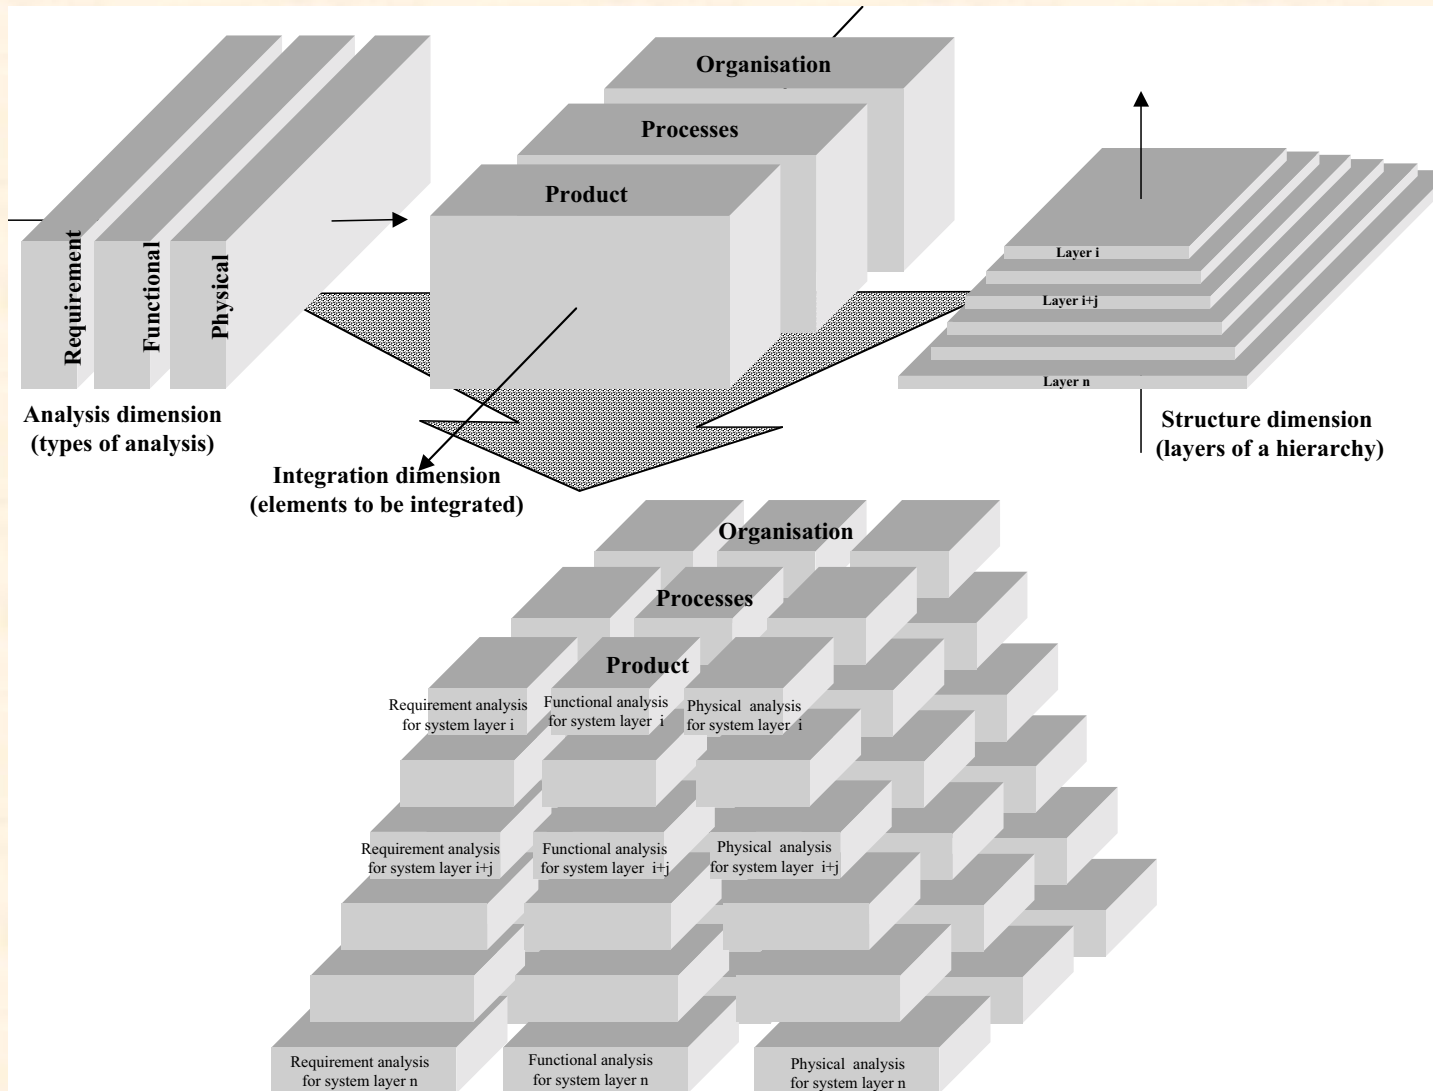 Organisation
Processes
Product
Requirement
Functional
Physical
Layer i
Layer i+j
Layer n
Analysis dimension
(types of analysis)
Structure dimension
(layers of a hierarchy)
Integration dimension
(elements to be integrated)
Organisation
Processes
Product
Requirement analysis
for system layer i
Functional analysis
for system layer  i
Physical  analysis
for system layer  i
Requirement analysis
for system layer i+j
Functional analysis
for system layer  i+j
Physical  analysis
for system layer  i+j
Requirement analysis
for system layer n
Functional analysis
for system layer n
Physical  analysis
for system layer n